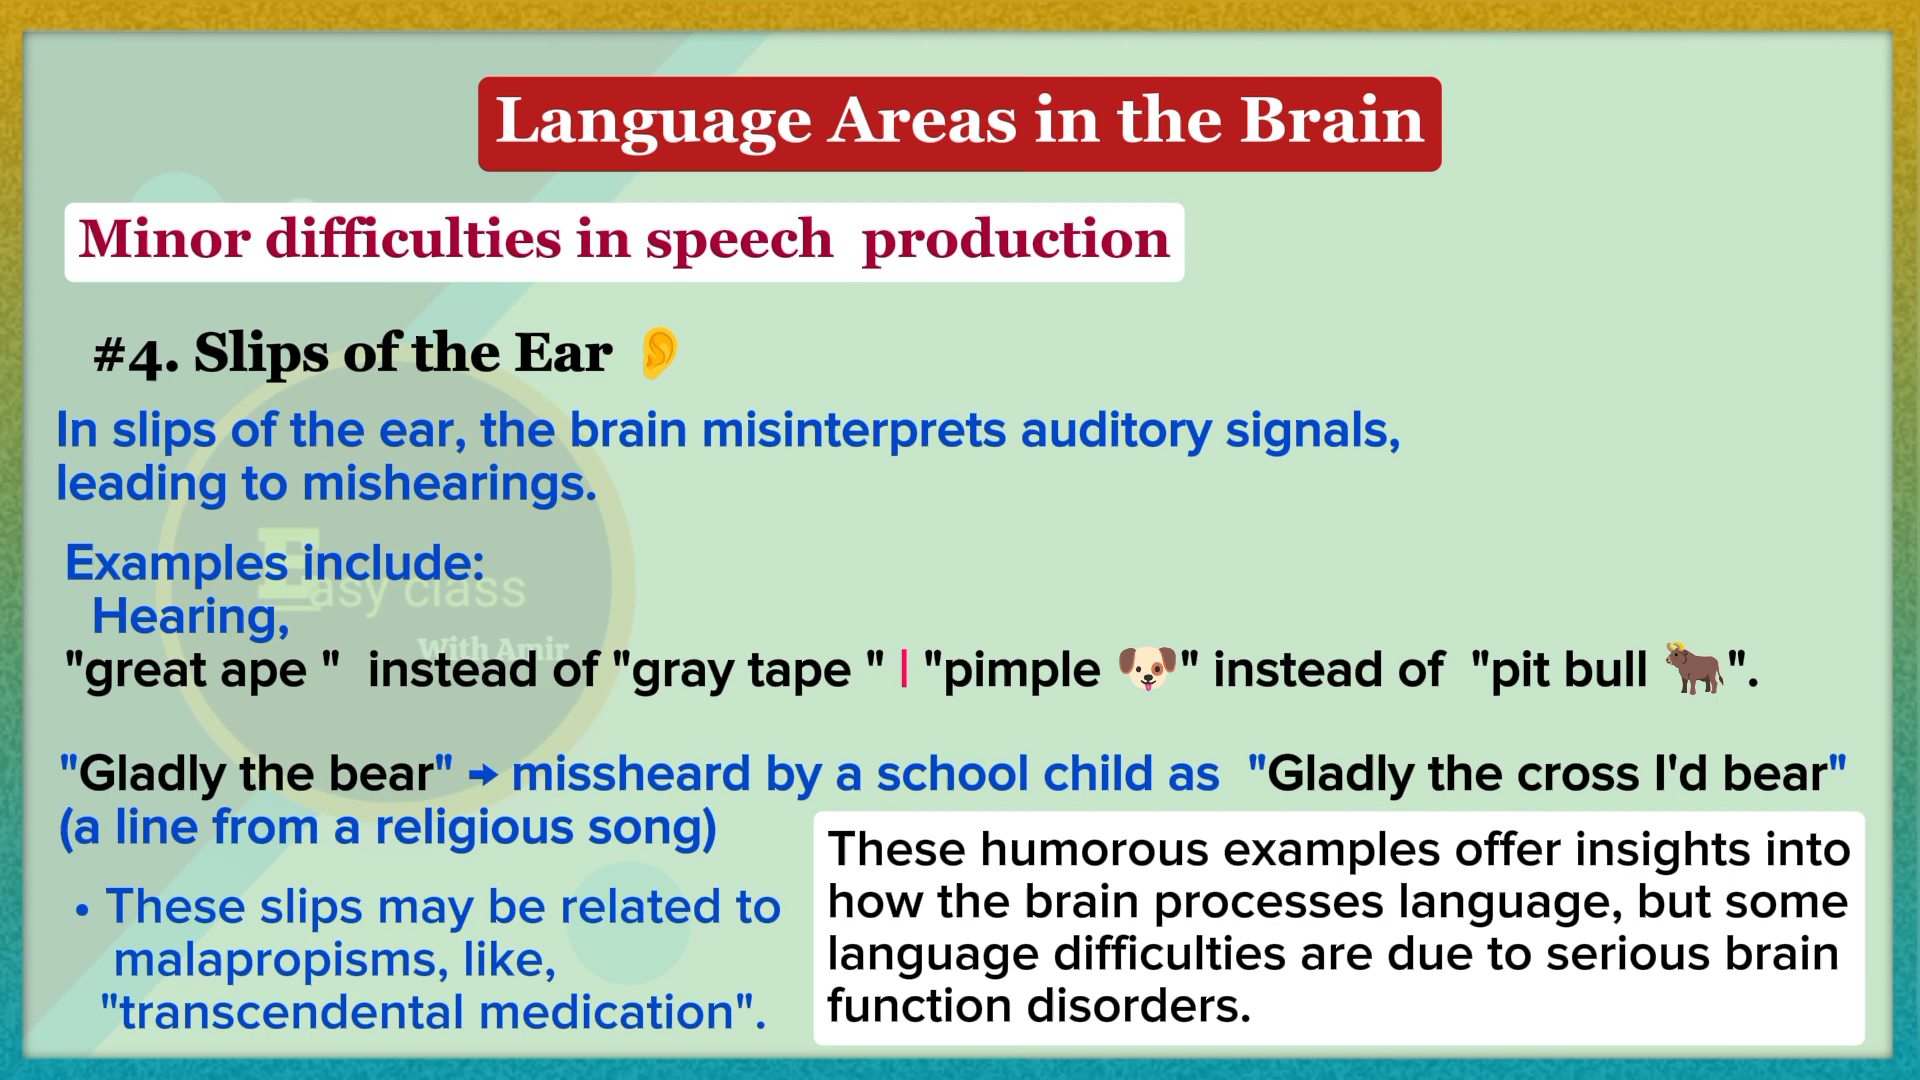 Language Areas in the Brain
Minor difficulties in speech production
#4. Slips of the Ear 👂
In slips of the ear, the brain misinterprets auditory signals,
leading to mishearings.
Examples include:
Easy class
Hearing,
With Amir
"great ape " instead of "gray tape " | "pimple 🐶" instead of "pit bull 🐂".
"Gladly the bear" → missheard by a school child as "Gladly the cross I'd bear"
(a line from a religious song)
• These slips may be related to
malapropisms, like,
"transcendental medication".
These humorous examples offer insights into
how the brain processes language, but some
language difficulties are due to serious brain
function disorders.